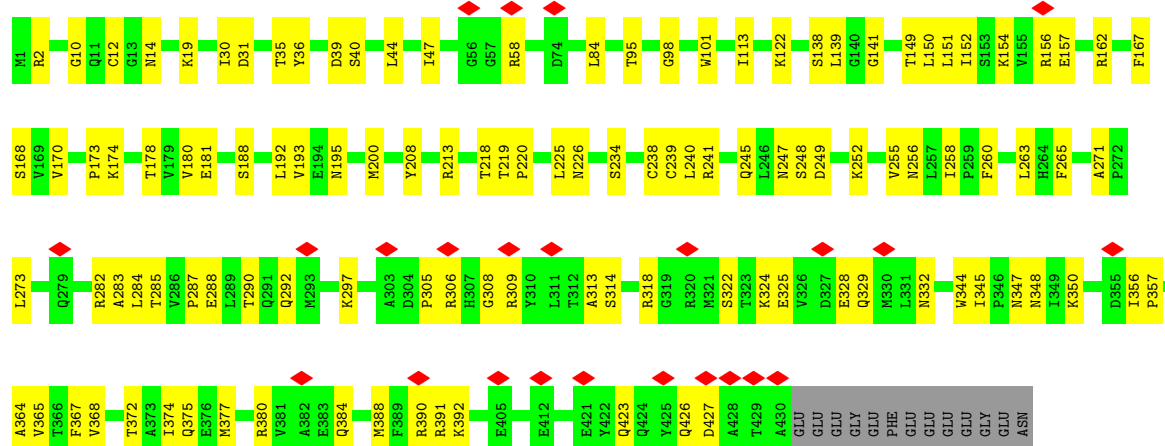 M1 R2 G10 Q11 C12 G13 N14 K19 I30 D31 T35 Y36 D39 S40 L44 I47 G56 G57 R58 D74 L84 T95 G98 W101 I113 K122 S138 L139 G140 G141 T149 L150 L151 I152 S153 K154 V155 R156 E157 R162 F167
S168 V169 V170 P173 K174 T178 V179 V180 E181 S188 L192 V193 E194 N195 M200 Y208 R213 T218 T219 P220 L225 N226 S234 C238 C239 L240 R241 Q245 L246 N247 S248 D249 K252 V255 N256 L257 I258 P259 F260 L263 H264 F265 A271 P272
L273 Q279 R282 A283 L284 T285 V286 P287 E288 L289 T290 Q291 Q292 M293 K297 A303 D304 P305 R306 H307 G308 R309 Y310 L311 T312 A313 S314 R318 G319 R320 M321 S322 T323 K324 E325 V326 D327 E328 Q329 M330 L331 N332 W344 I345 P346 N347 N348 I349 K350 D355 I356 P357
A364 V365 T366 F367 V368 T372 A373 I374 Q375 E376 M377 R380 V381 A382 E383 Q384 M388 F389 R390 R391 K392 E405 E412 E421 Y422 Q423 Q424 Y425 Q426 D427 A428 T429 A430 GLU GLU GLU GLY GLU GLU PHE GLU GLU GLU GLU GLY GLU ASN